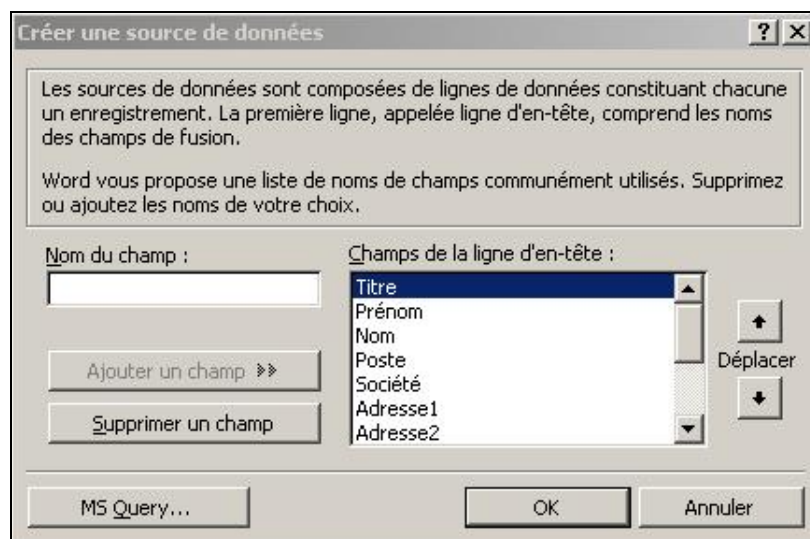 Créer une source de données
Les sources de données sont composées de lignes de données constituant chacune
un enregistrement. La première ligne, appelée ligne d'en-tête, comprend les noms
des champs de fusion.
Word vous propose une liste de noms de champs communément utilisés. Supprimez
ou ajoutez les noms de votre choix.
Nom du champ :
Champs de la ligne d'en-tête :
Titre
Prénom
Nom
Poste
Société
Adresse1
Adresse2
Ajouter un champ
Supprimer un champ
Déplacer
MS Query...
OK
Annuler